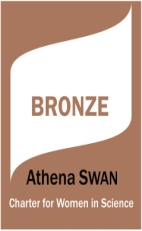 BRONZE
Athena SWAN
Charter for Women in Science